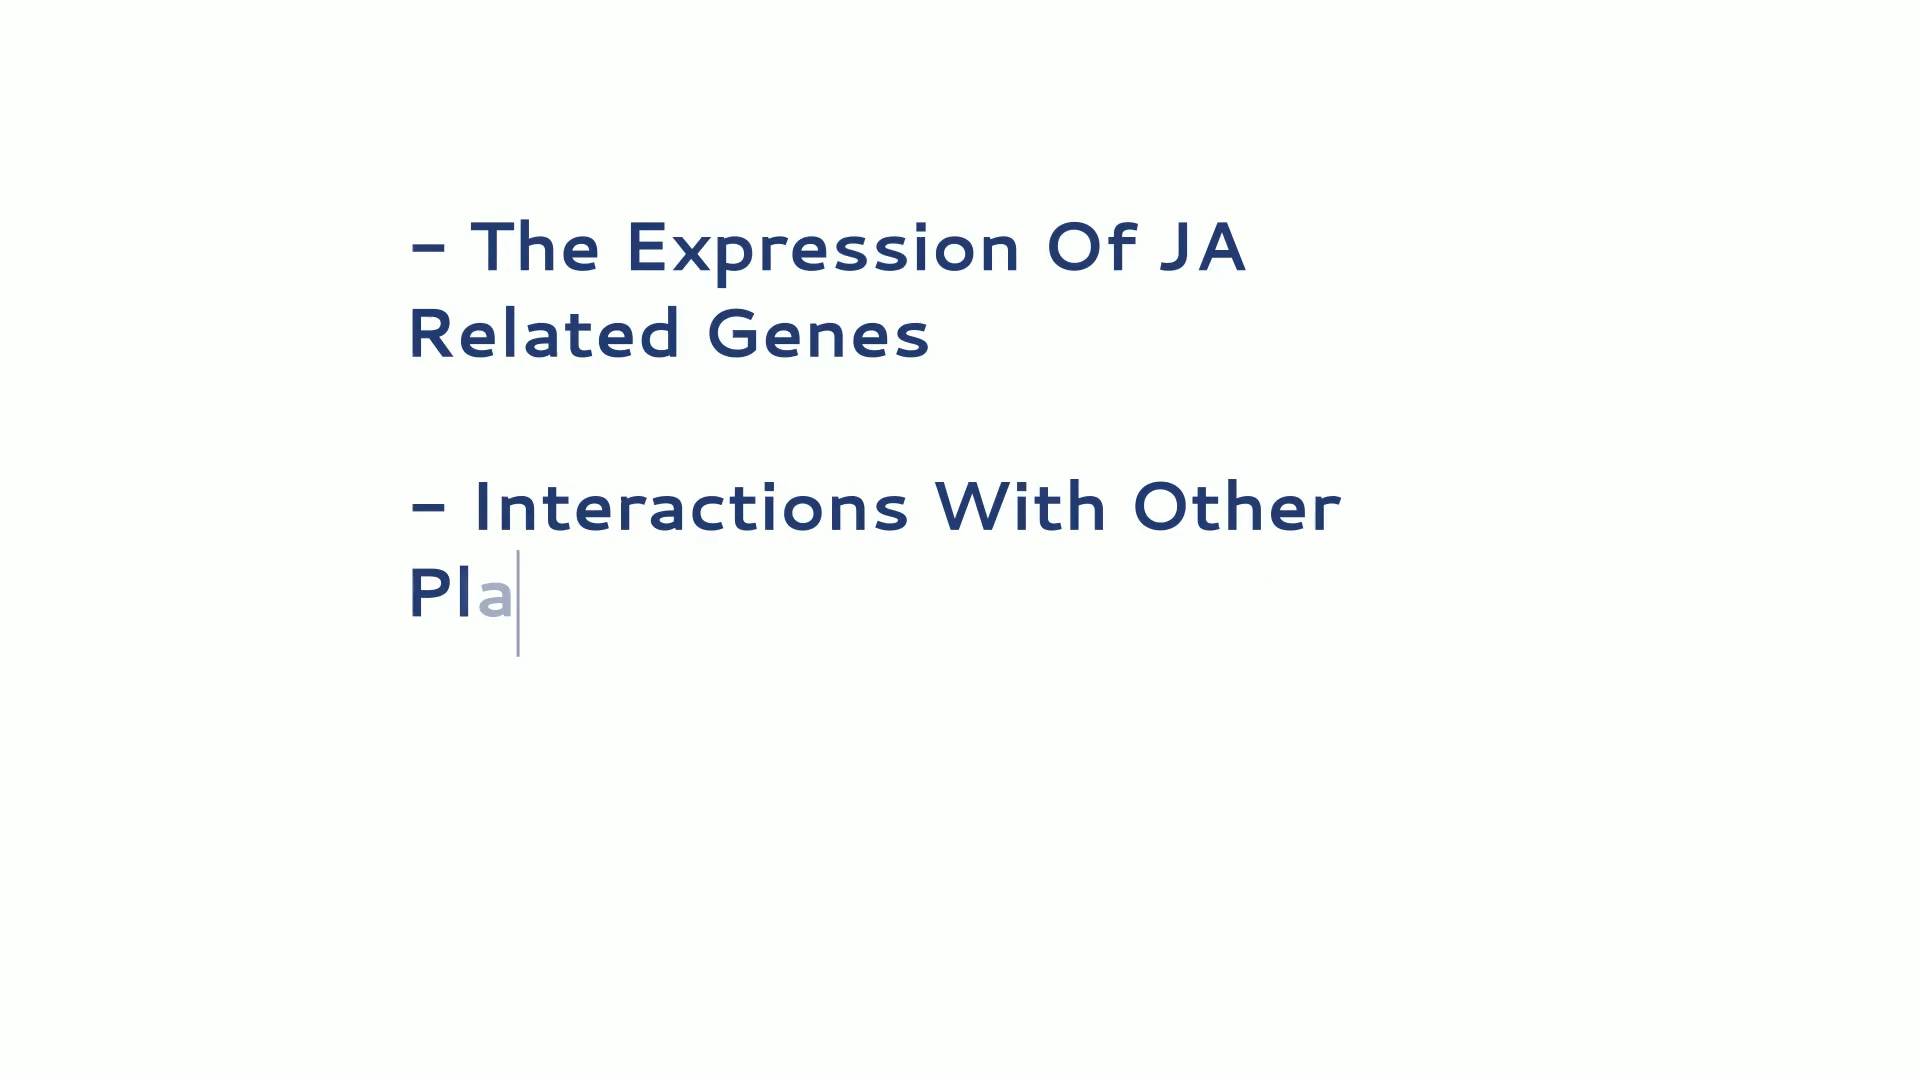 - The Expression Of JA
Related Genes
- Interactions With Other
Pla